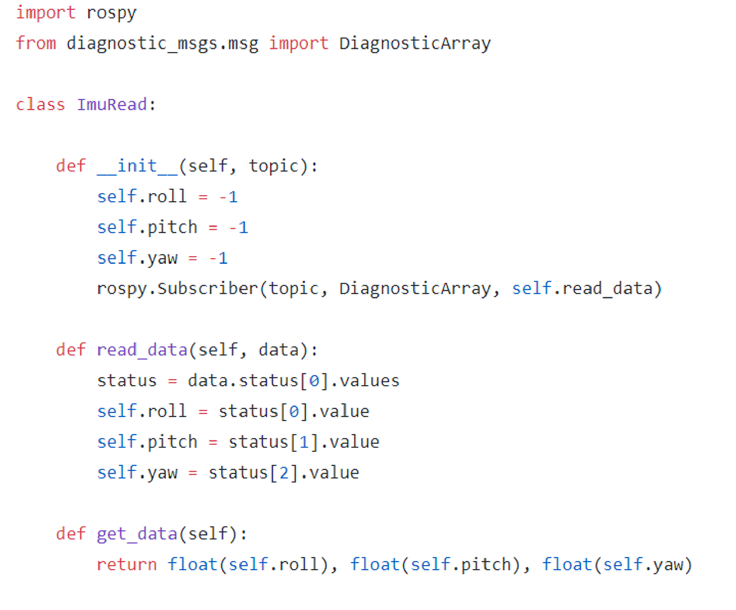 import rospy
from diagnostic_msgs.msg import DiagnosticArray
class ImuRead:
def __init__(self, topic):
self.roll = -1
self.pitch = -1
self.yaw = -1
rospy.Subscriber(topic, DiagnosticArray, self.read_data)
def read_data(self, data):
status = data.status[0].values
self.roll = status[0].value
self.pitch = status[1].value
self.yaw = status[2].value
def get_data(self):
return float(self.roll), float(self.pitch), float(self.yaw)